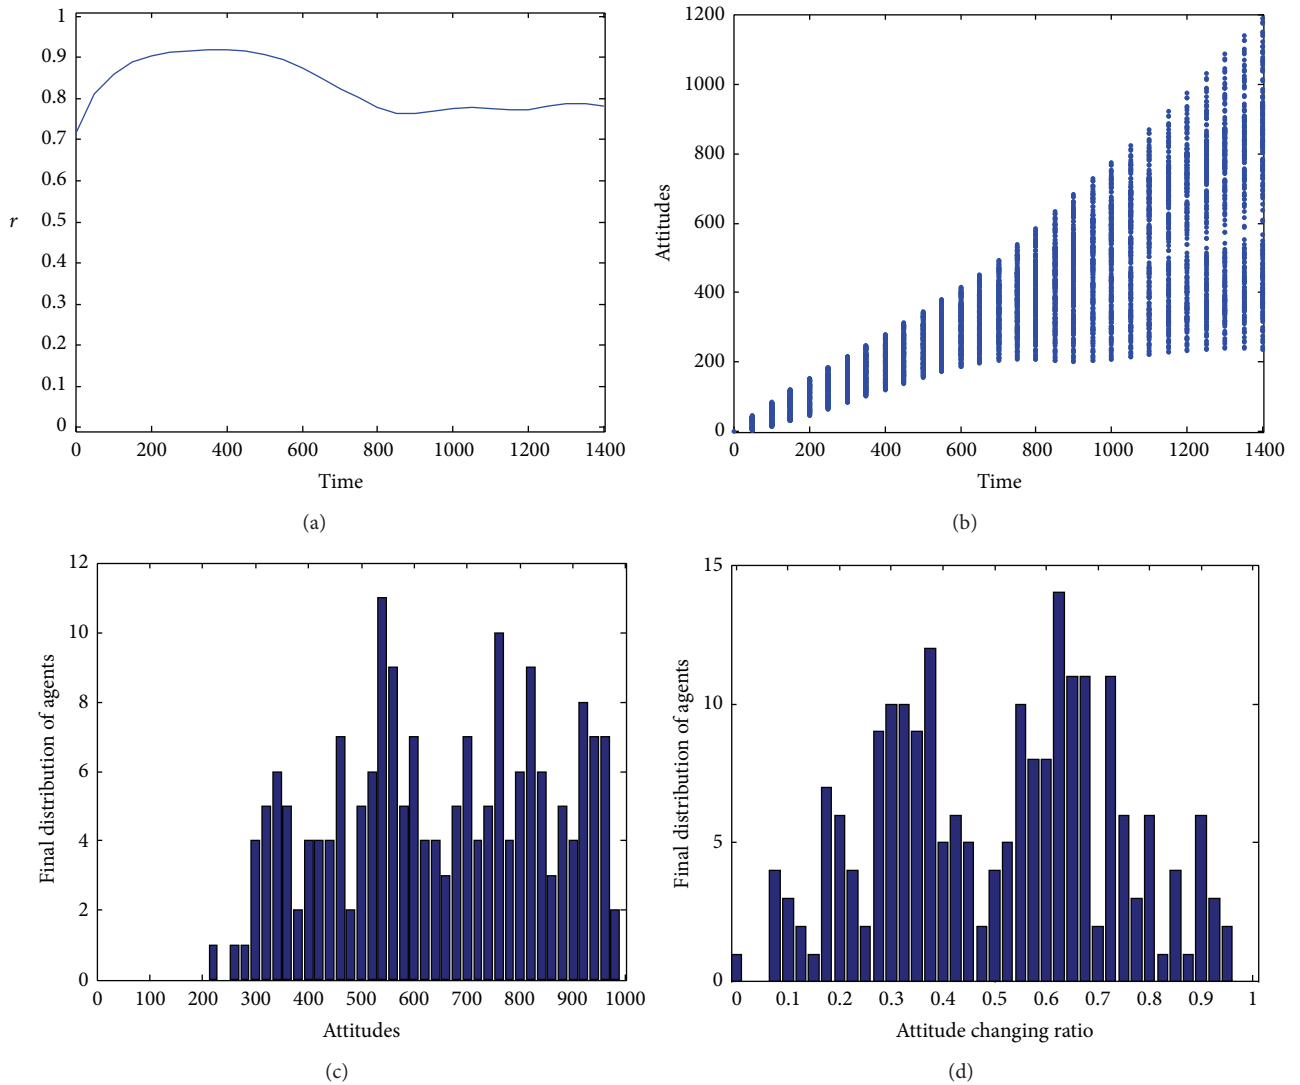 1
0.9
0.8
0.7
0.6
r
0.5
0.4
0.3
0.2
0.1
0
0 200 400 600 800 1000 1200 1400
Time
(a)
1200
1000
800
Attitudes
600
400
200
0
0 200 400 600 800 1000 1200 1400
Time
(b)
12
10
8
Final distribution of agents
6
4
2
0
0 100 200 300 400 500 600 700 800 900 1000
Attitudes
(c)
15
10
Final distribution of agents
5
0
0 0.1 0.2 0.3 0.4 0.5 0.6 0.7 0.8 0.9 1
Attitude changing ratio
(d)